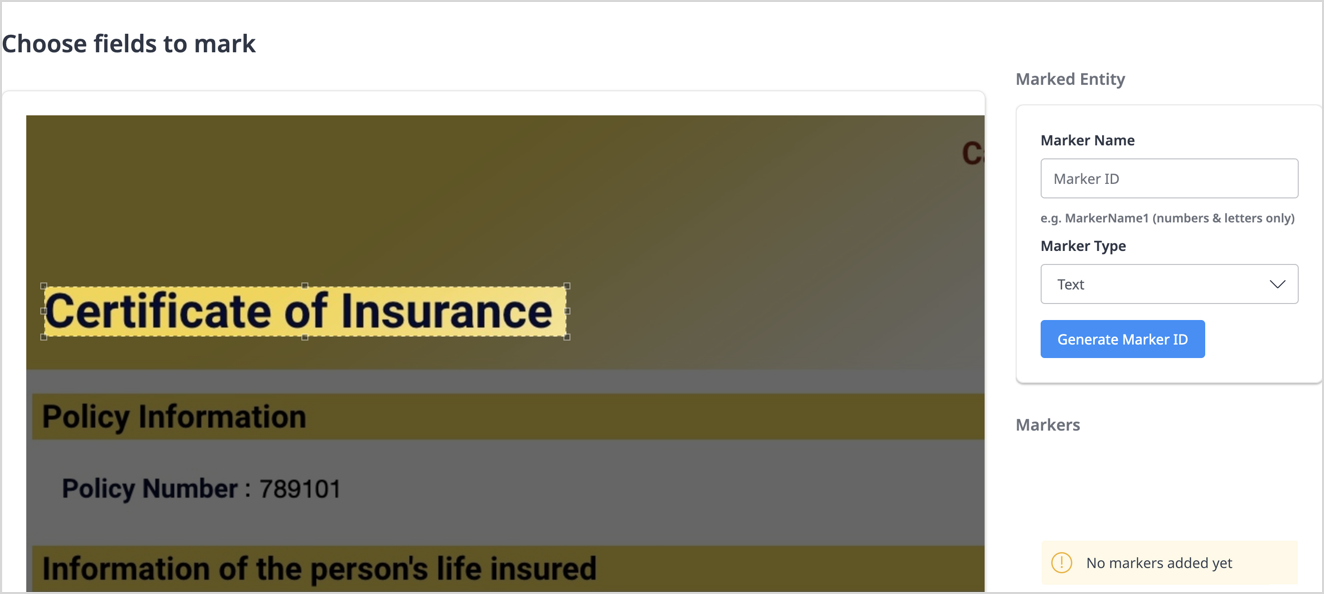 Choose fields to mark
Certificate of Insurance
Policy Information
Policy Number : 789101
Information of the person's life insured
Marked Entity
Marker Name
Marker ID
e.g. MarkerName1 (numbers & letters only)
Marker Type
Text
Generate Marker ID
Markers
No markers added yet